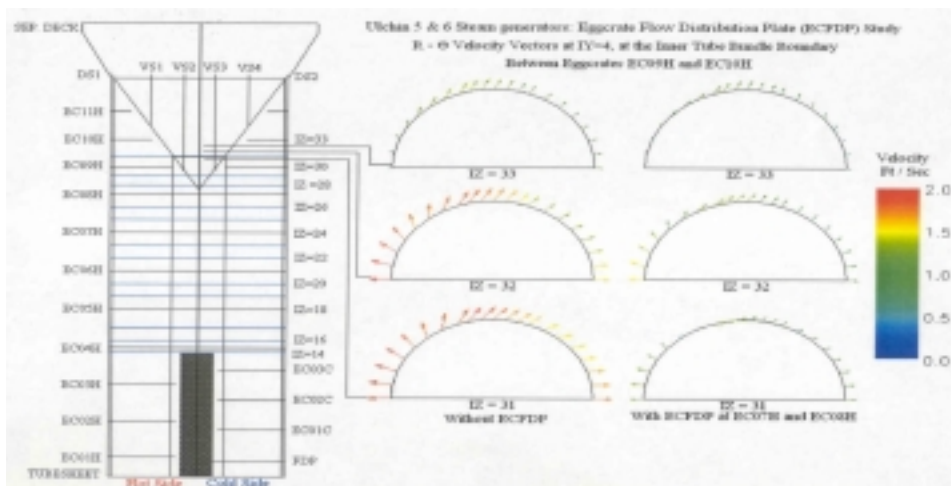 Ulchin 5 & 6 Steam generators: Eggcrate Flow Distribution Plate (ECFDP) Study
R - Θ Velocity Vectors at IY=4, at the Inner Tube Bundle Boundary
Between Eggcrates EC09H and EC10H
SEP. DECK
VS1 VS2 VS3 VS4
DS1
DS2
EC11H
EC10H
IZ=33
EC09H
IZ=30
IZ=28
EC08H
IZ=26
EC07H
IZ=24
IZ=22
EC06H
IZ=20
EC05H
IZ=18
IZ=16
EC04H
IZ=14
EC03C
EC03H
EC02C
EC02H
EC01C
EC01H
FDP
TUBESHEET
Hot Side Cold Side
IZ = 33
IZ = 33
IZ = 32
IZ = 32
IZ = 31
IZ = 31
Without ECFDP
With ECFDP at EC07H and EC08H
Velocity
Ft / Sec
2.0
1.5
1.0
0.5
0.0